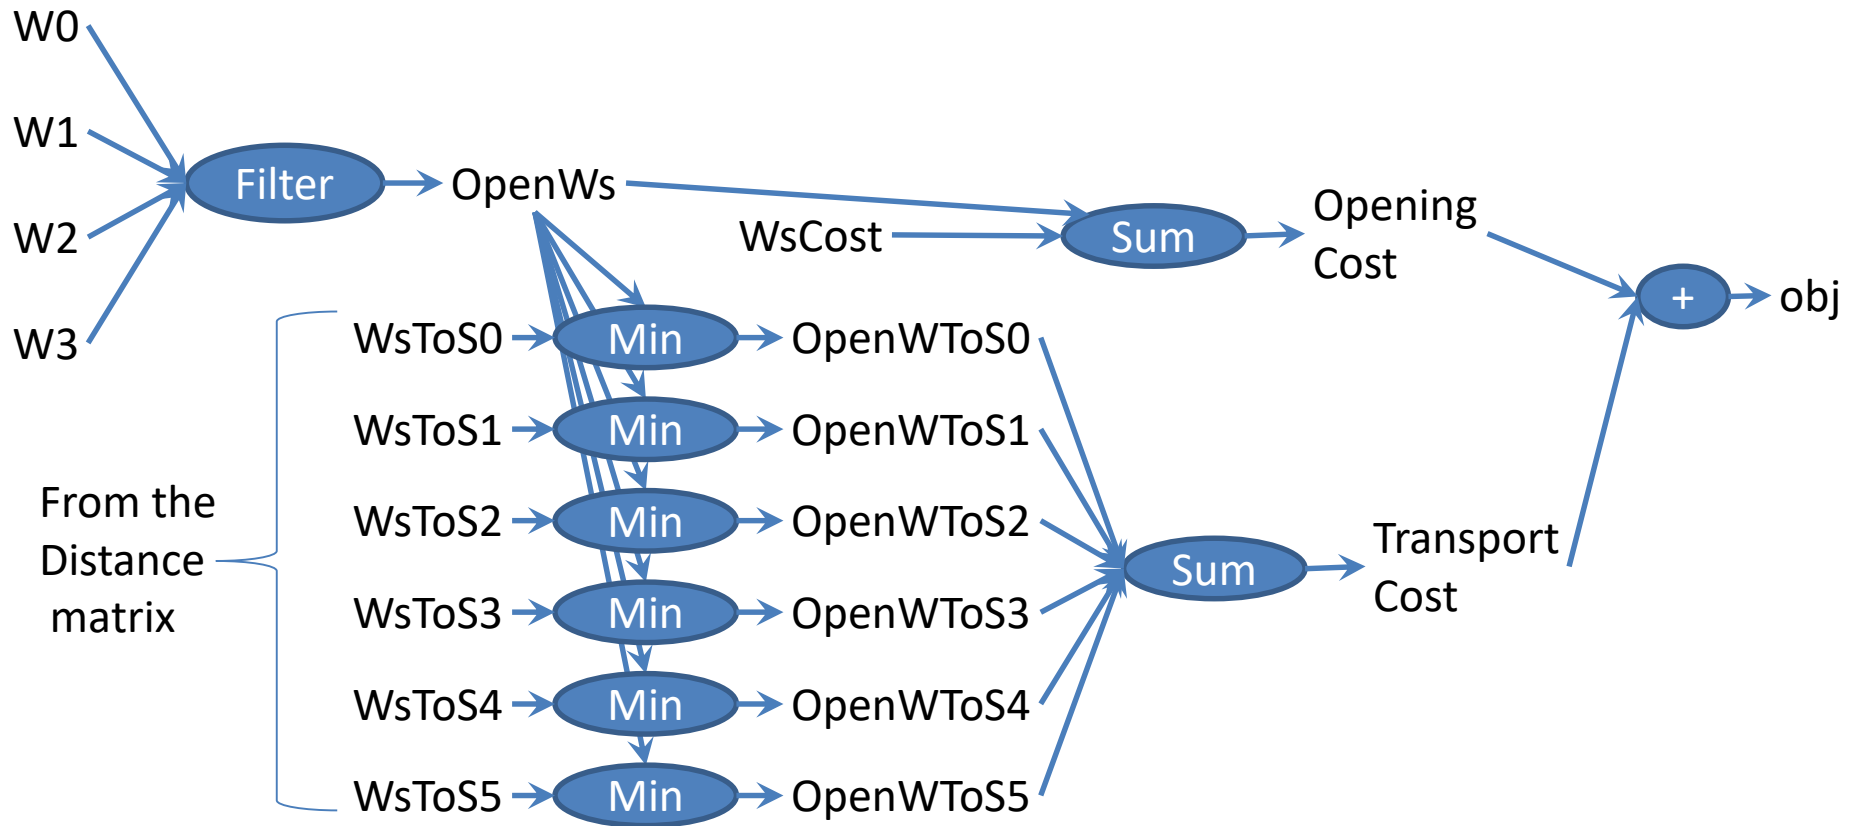 W0
W1
W2
W3
Filter
OpenWs
WsCost
Sum
Opening
Cost
+
obj
From the
Distance
matrix
WsToS0
Min
OpenWToS0
WsToS1
Min
OpenWToS1
WsToS2
Min
OpenWToS2
WsToS3
Min
OpenWToS3
WsToS4
Min
OpenWToS4
WsToS5
Min
OpenWToS5
Sum
Transport
Cost